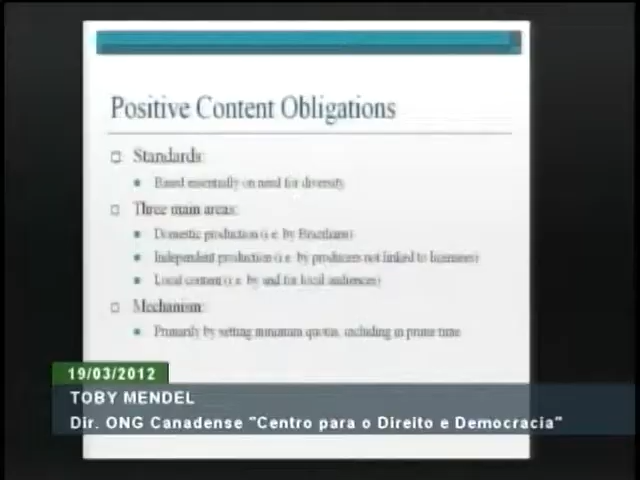 Positive Content Obligations
Standards:
Based essentially on need for diversity
Three main areas:
Domestic production (i.e. by Brazilians)
Independent production (i.e. by producers not linked to licensees)
Local content (i.e. by and for local audiences)
Mechanism:
Primarily by setting minimum quotas, including in prime time
19/03/2012
TOBY MENDEL
Dir. ONG Canadense "Centro para o Direito e Democracia"